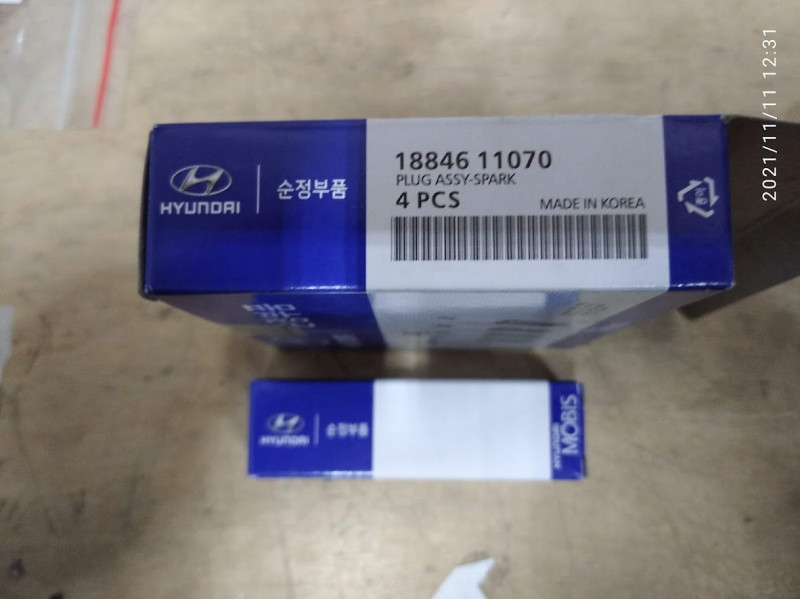 2021/11/11 12:31
HYUNDAI
순정부품
18846 11070
PLUG ASSY-SPARK
4 PCS
MADE IN KOREA
HYUNDAI
순정부품
MOBIS